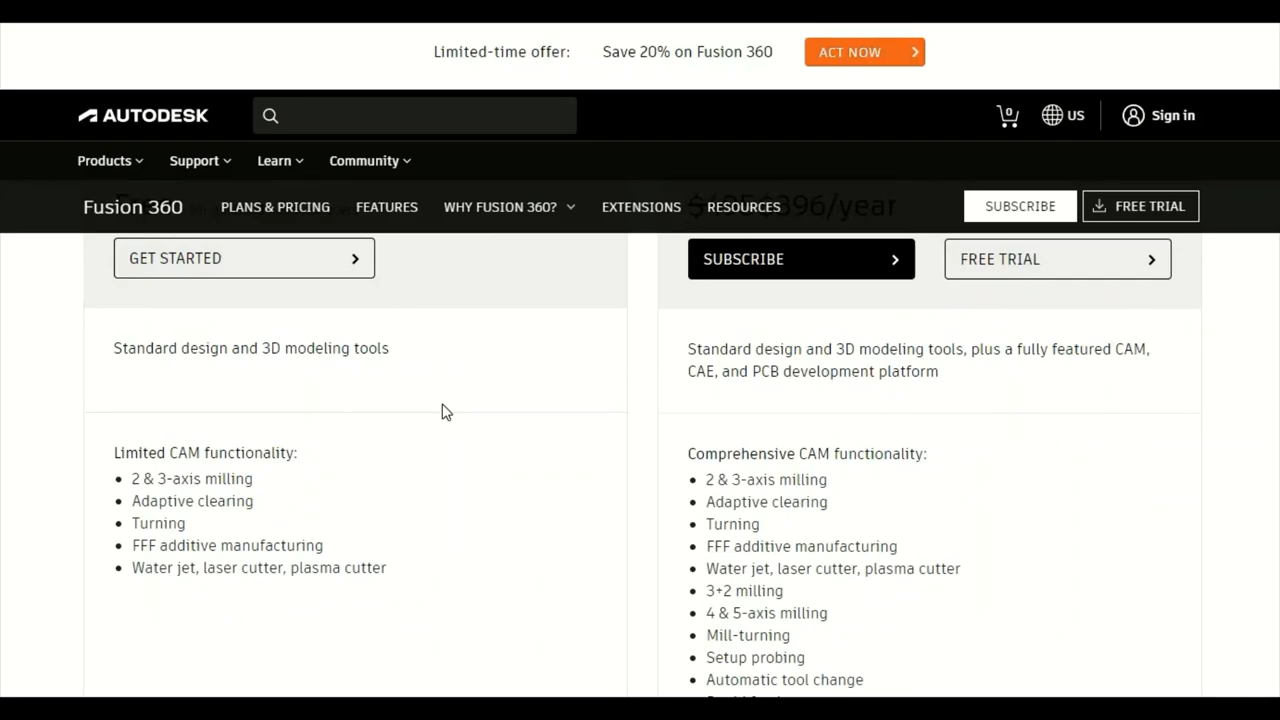 Limited-time offer: Save 20% on Fusion 360 ACT NOW
AUTODESK
0 US Sign in
Products Support Learn Community
Fusion 360 PLANS & PRICING FEATURES WHY FUSION 360? EXTENSIONS RESOURCES SUBSCRIBE FREE TRIAL
396/year
GET STARTED
SUBSCRIBE FREE TRIAL
Standard design and 3D modeling tools
Limited CAM functionality:
• 2 & 3-axis milling
• Adaptive clearing
• Turning
• FFF additive manufacturing
• Water jet, laser cutter, plasma cutter
Standard design and 3D modeling tools, plus a fully featured CAM,
CAE, and PCB development platform
Comprehensive CAM functionality:
• 2 & 3-axis milling
• Adaptive clearing
• Turning
• FFF additive manufacturing
• Water jet, laser cutter, plasma cutter
• 3+2 milling
• 4 & 5-axis milling
• Mill-turning
• Setup probing
• Automatic tool change